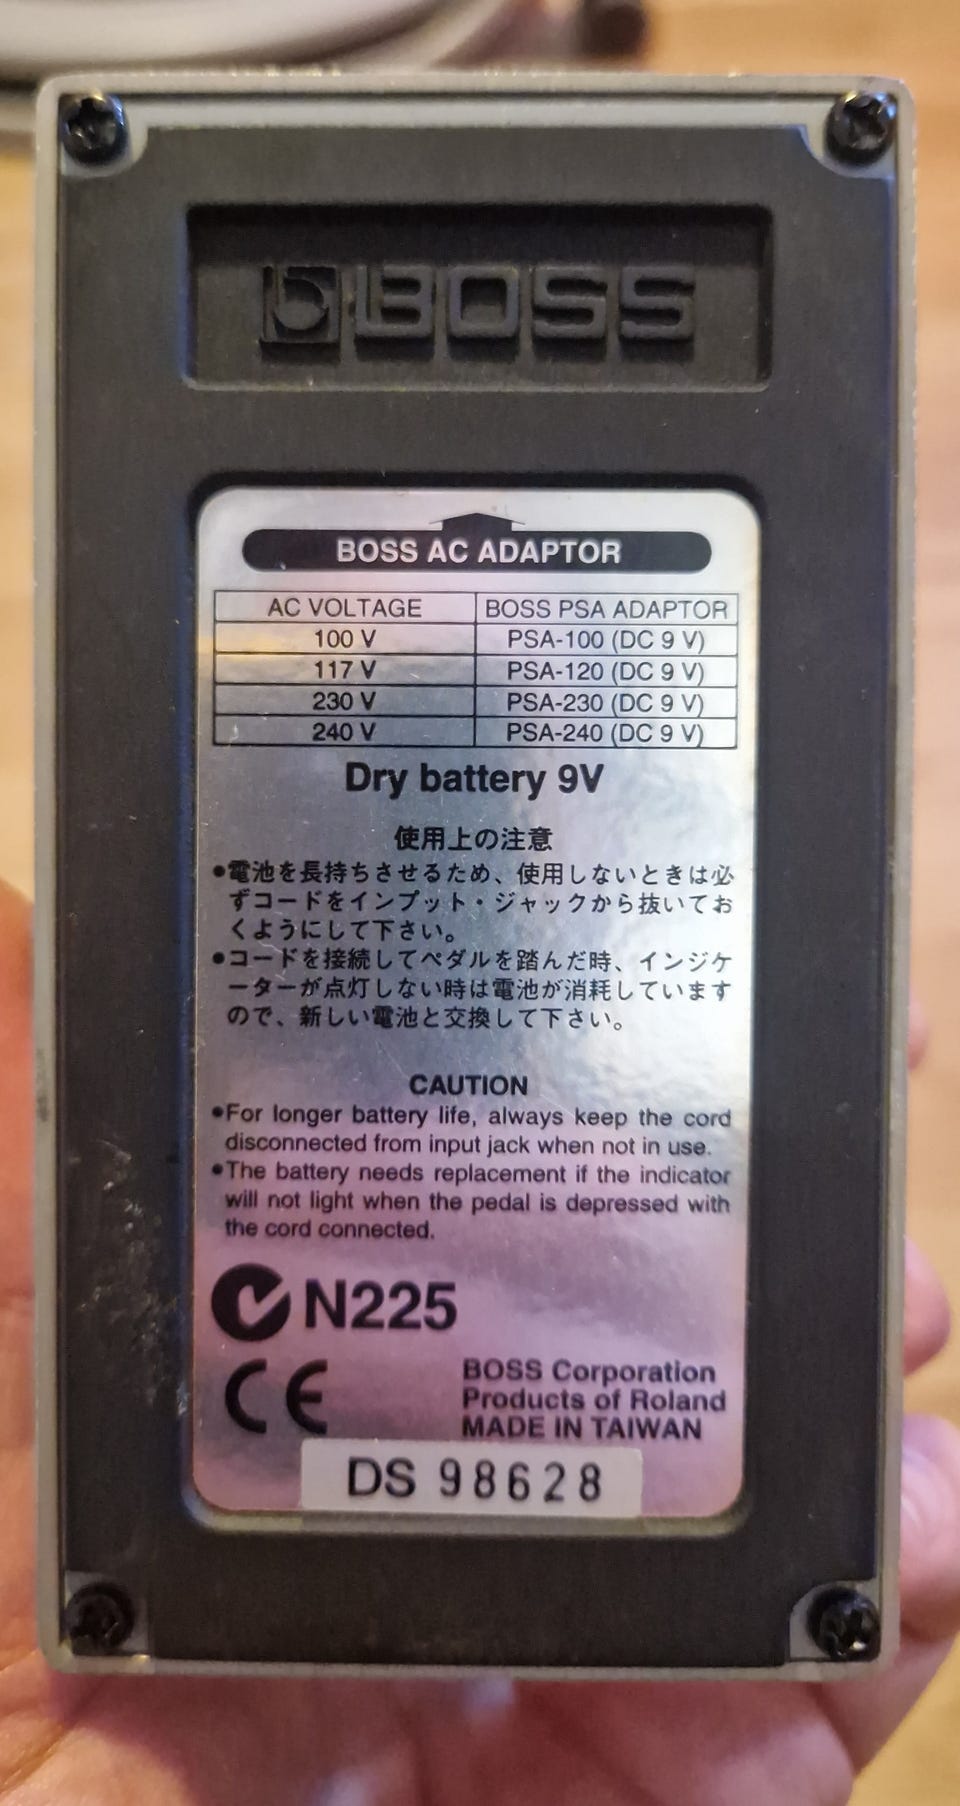 BOSS
BOSS AC ADAPTOR
AC VOLTAGE BOSS PSA ADAPTOR
100 V PSA-100 (DC 9 V)
117 V PSA-120 (DC 9 V)
230 V PSA-230 (DC 9 V)
240 V PSA-240 (DC 9 V)
Dry battery 9V
使用上の注意
●電池を長持ちさせるため、使用しないときは必
ずコードをインプット・ジャックから抜いてお
くようにして下さい。
●コードを接続してペダルを踏んだ時、インジケ
ーターが点灯しない時は電池が消耗しています
ので、新しい電池と交換して下さい。
CAUTION
●For longer battery life, always keep the cord
disconnected from input jack when not in use.
●The battery needs replacement if the indicator
will not light when the pedal is depressed with
the cord connected.
N225
CE
BOSS Corporation
Products of Roland
MADE IN TAIWAN
DS 98628